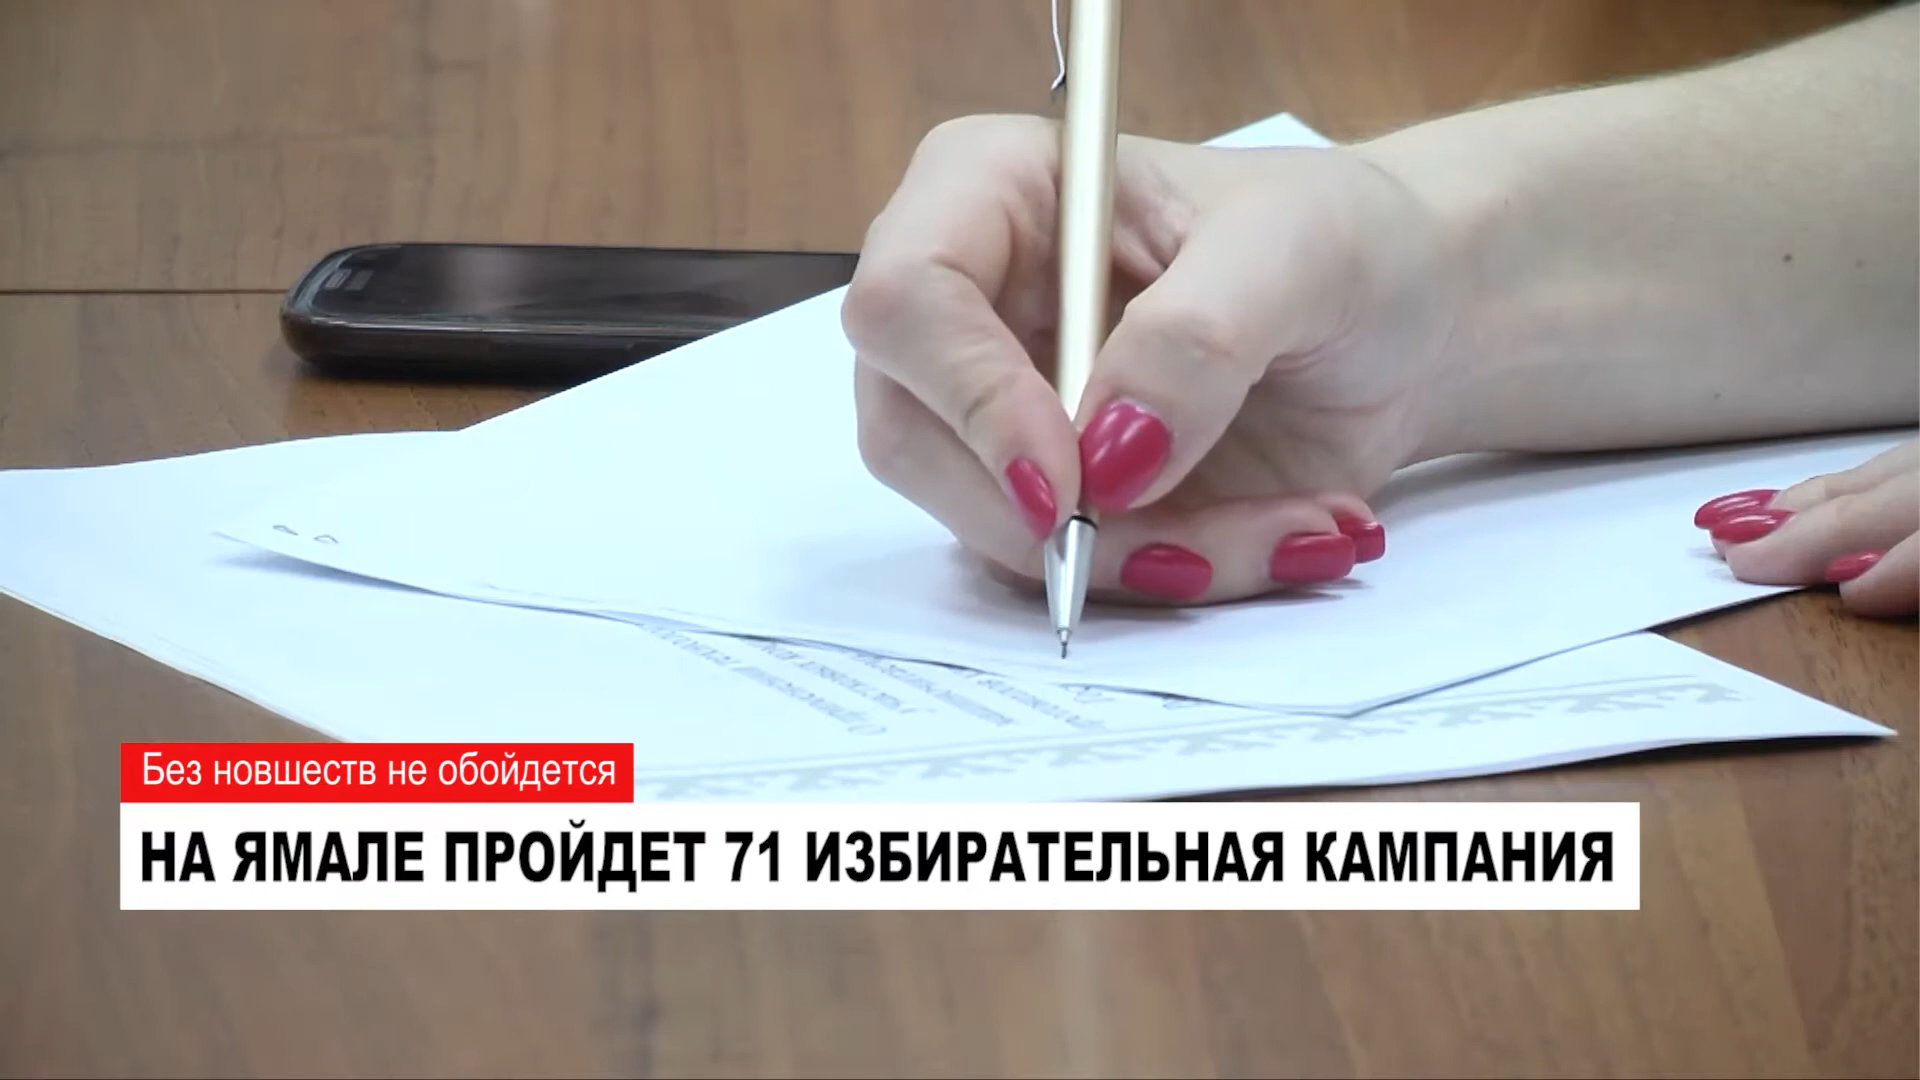 Без новшеств не обойдется
НА ЯМАЛЕ ПРОЙДЕТ 71 ИЗБИРАТЕЛЬНАЯ КАМПАНИЯ